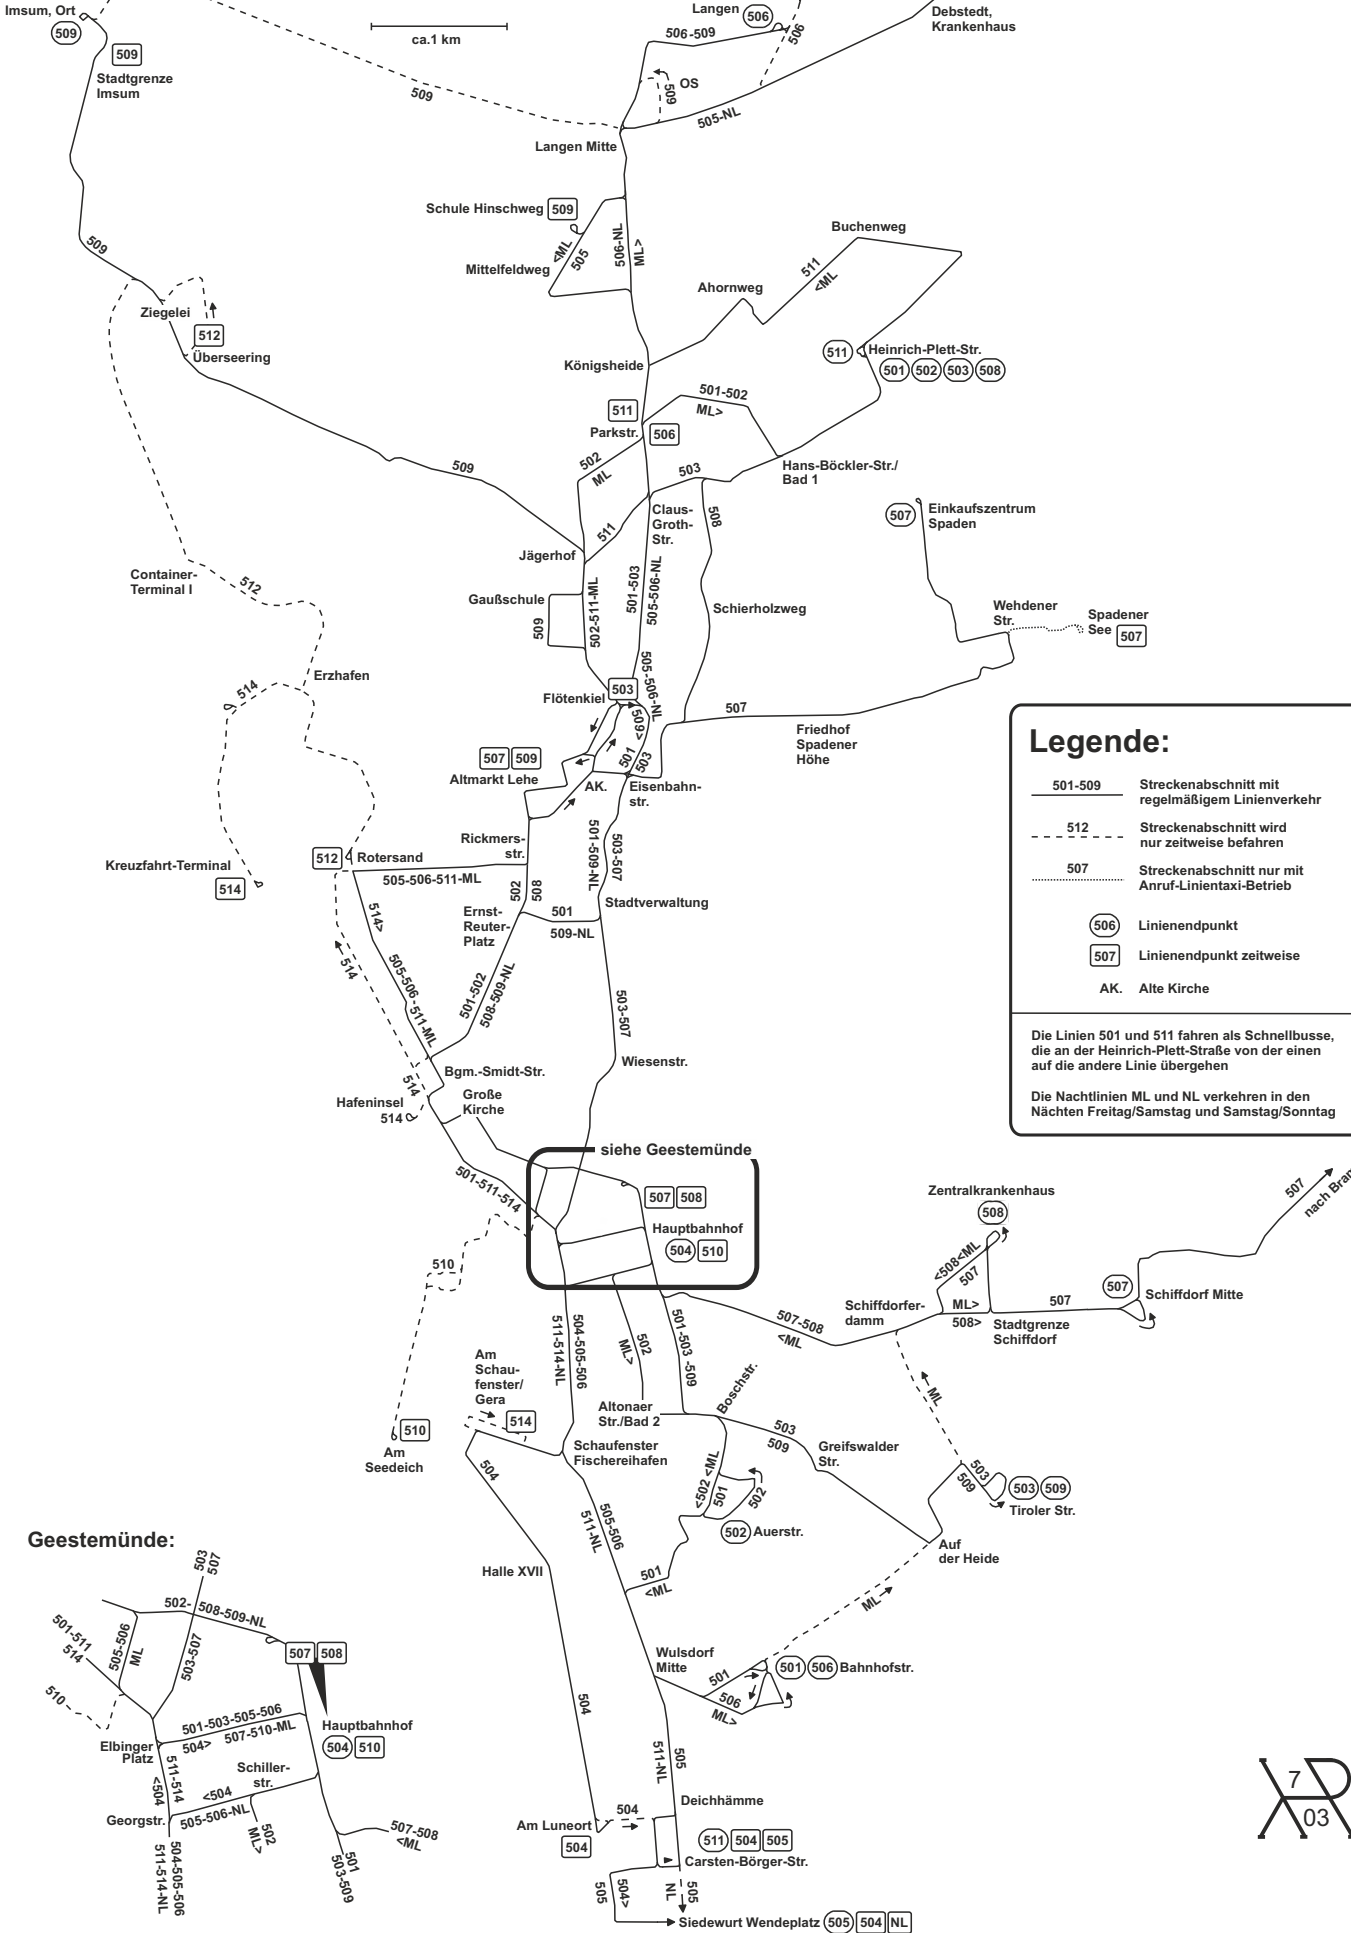 Imsum, Ort
509
509
Stadtgrenze
Imsum
ca.1 km
509
Langen
506
506-509
506
Debstedt,
Krankenhaus
509
OS
505-NL
Langen Mitte
Schule Hinschweg 509
<ML
505
506-NL
ML>
Mittelfeldweg
509
Ziegelei
512
Überseering
Buchenweg
511
<ML
Ahornweg
Königsheide
511
Heinrich-Plett-Str.
501 502 503 508
501-502
ML>
511
Parkstr.
506
502
ML
503
Hans-Böckler-Str./
Bad 1
509
511
Claus-
Groth-
Str.
508
507
Einkaufszentrum
Spaden
Jägerhof
Container-
Terminal I
512
Gaußschule
509
502-511-ML
501-503
505-506-NL
Schierholzweg
Wehdener
Str.
Spadener
See 507
Erzhafen
514
505-506-NL
Flötenkiel
503
509>
507
Friedhof
Spadener
Höhe
507 509
Altmarkt Lehe
501
503
AK.
Eisenbahn-
str.
Legende:
501-509
Streckenabschnitt mit
regelmäßigem Linienverkehr
512
Streckenabschnitt wird
nur zeitweise befahren
507
Streckenabschnitt nur mit
Anruf-Linientaxi-Betrieb
506 Linienendpunkt
507 Linienendpunkt zeitweise
AK. Alte Kirche
Die Linien 501 und 511 fahren als Schnellbusse,
die an der Heinrich-Plett-Straße von der einen
auf die andere Linie übergehen
Die Nachtlinien ML und NL verkehren in den
Nächten Freitag/Samstag und Samstag/Sonntag
Rickmers-
str.
501-509-NL
503-507
512 Rotersand
505-506-511-ML
Kreuzfahrt-Terminal
514
502
508
Ernst-
Reuter-
Platz
501
509-NL
Stadtverwaltung
514>
514
505-506-511-ML
501-502
508-509-NL
503-507
Wiesenstr.
Bgm.-Smidt-Str.
514
Hafeninsel
514
Große
Kirche
siehe Geestemünde
501-511-514
507 508
Hauptbahnhof
504 510
510
Zentralkrankenhaus
508
<508<ML
507
507
nach Bram
507
Schiffdorf Mitte
Schiffdorfer-
damm
ML>
508>
507
Stadtgrenze
Schiffdorf
507-508
<ML
511-514-NL
504-505-506
502
ML>
501-503-509
Am
Schau-
fenster/
Gera
514
Altonaer
Str./Bad 2
Boschstr.
ML
510
Am
Seedeich
Schaufenster
Fischereihafen
503
509
Greifswalder
Str.
504
<502<ML
501
502
502 Auerstr.
503
509
503 509
Tiroler Str.
505-506
511-NL
Auf
der Heide
Halle XVII
501
<ML
ML
Wulsdorf
Mitte
501
506
ML>
501 506 Bahnhofstr.
504
511-NL
505
Deichhämme
504
Am Luneort
504
511 504 505
Carsten-Börger-Str.
505
504>
NL
505
Siedewurt Wendeplatz 505 504 NL
Geestemünde:
503
507
502-508-509-NL
501-511
514
505-506
ML
503-507
507 508
510
501-503-505-506
504> 507-510-ML
Hauptbahnhof
504 510
Elbinger
Platz
511-514
<504
Schiller-
str.
<504
505-506-NL
Georgstr.
502
ML>
507-508
<ML
504-505-506
511-514-NL
501
503-509
7
03